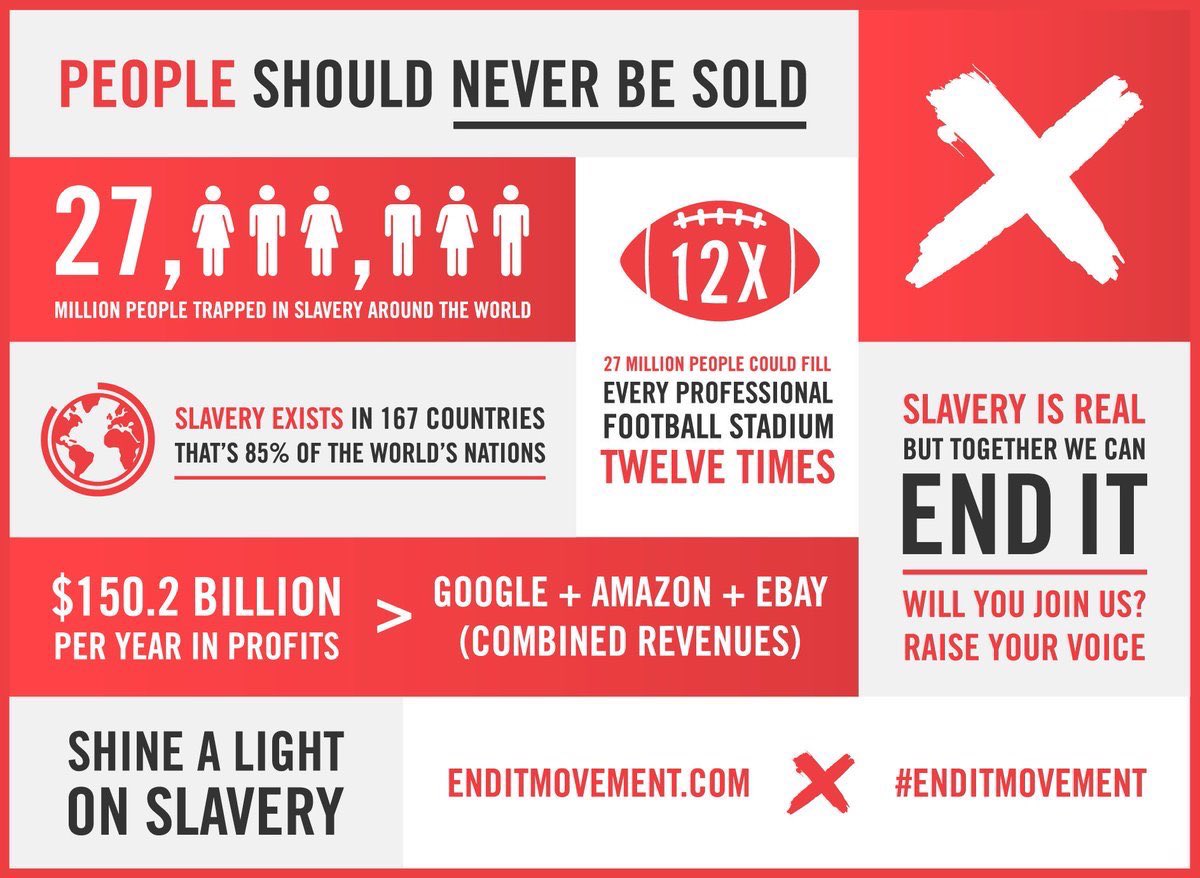 PEOPLE SHOULD NEVER BE SOLD
27, ,
MILLION PEOPLE TRAPPED IN SLAVERY AROUND THE WORLD
12X
27 MILLION PEOPLE COULD FILL
EVERY PROFESSIONAL
FOOTBALL STADIUM
TWELVE TIMES
SLAVERY EXISTS IN 167 COUNTRIES
THAT'S 85% OF THE WORLD'S NATIONS
SLAVERY IS REAL
BUT TOGETHER WE CAN
END IT
WILL YOU JOIN US?
RAISE YOUR VOICE
$150.2 BILLION
PER YEAR IN PROFITS
>
GOOGLE + AMAZON + EBAY
(COMBINED REVENUES)
SHINE A LIGHT
ON SLAVERY
ENDITMOVEMENT.COM
#ENDITMOVEMENT